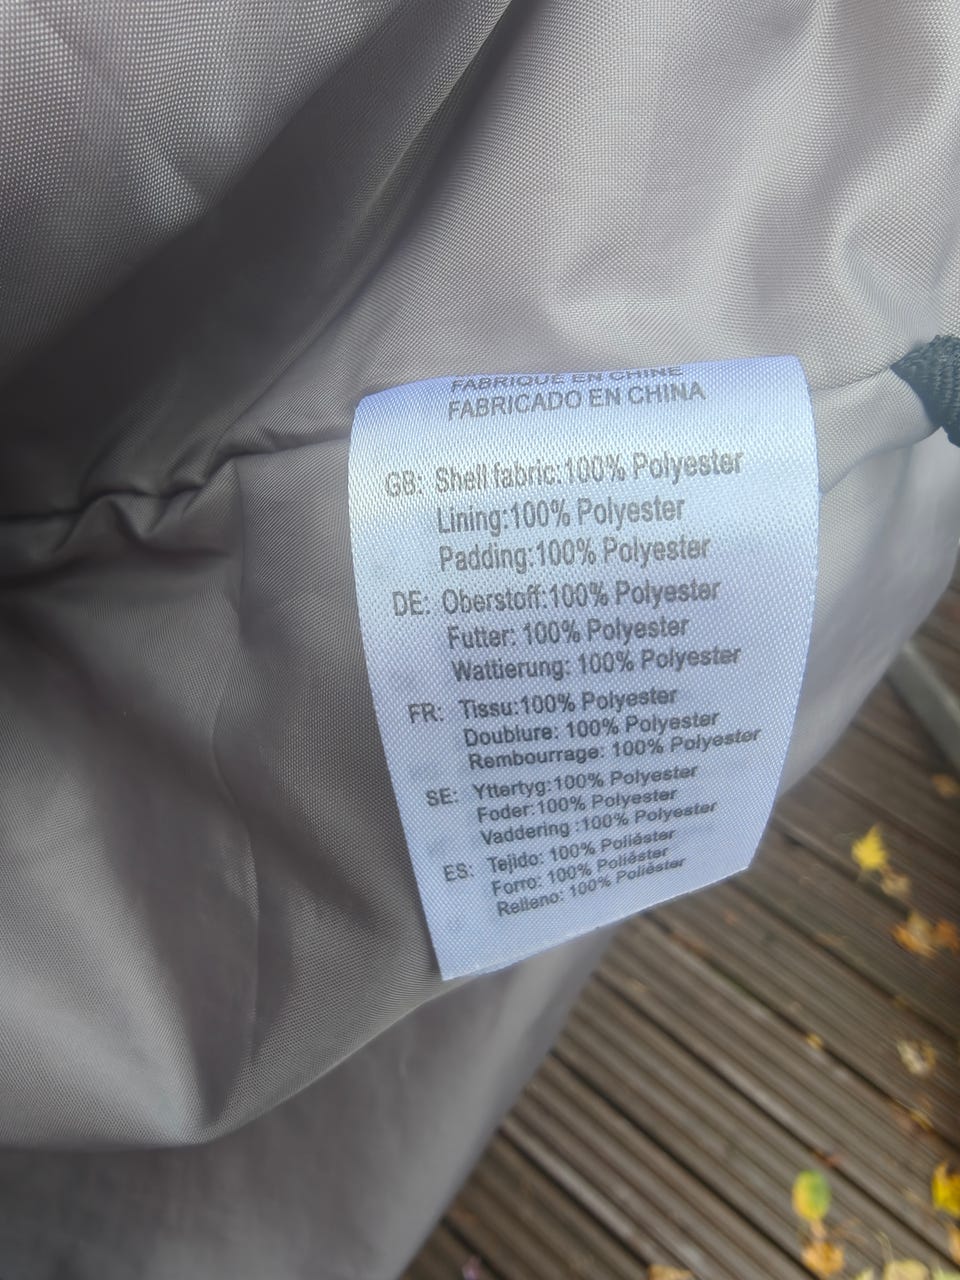 FABRIQUE EN CHINE
FABRICADO EN CHINA
GB: Shell fabric:100% Polyester
Lining:100% Polyester
Padding:100% Polyester
DE: Oberstoff:100% Polyester
Futter: 100% Polyester
Wattierung: 100% Polyester
FR: Tissu:100% Polyester
Doublure: 100% Polyester
Rembourrage: 100% Polyester
SE: Yttertyg:100% Polyester
Foder:100% Polyester
Vaddering :100% Polyester
ES: Tejido: 100% Poliéster
Forro: 100% Poliéster
Relleno: 100% Poliéster